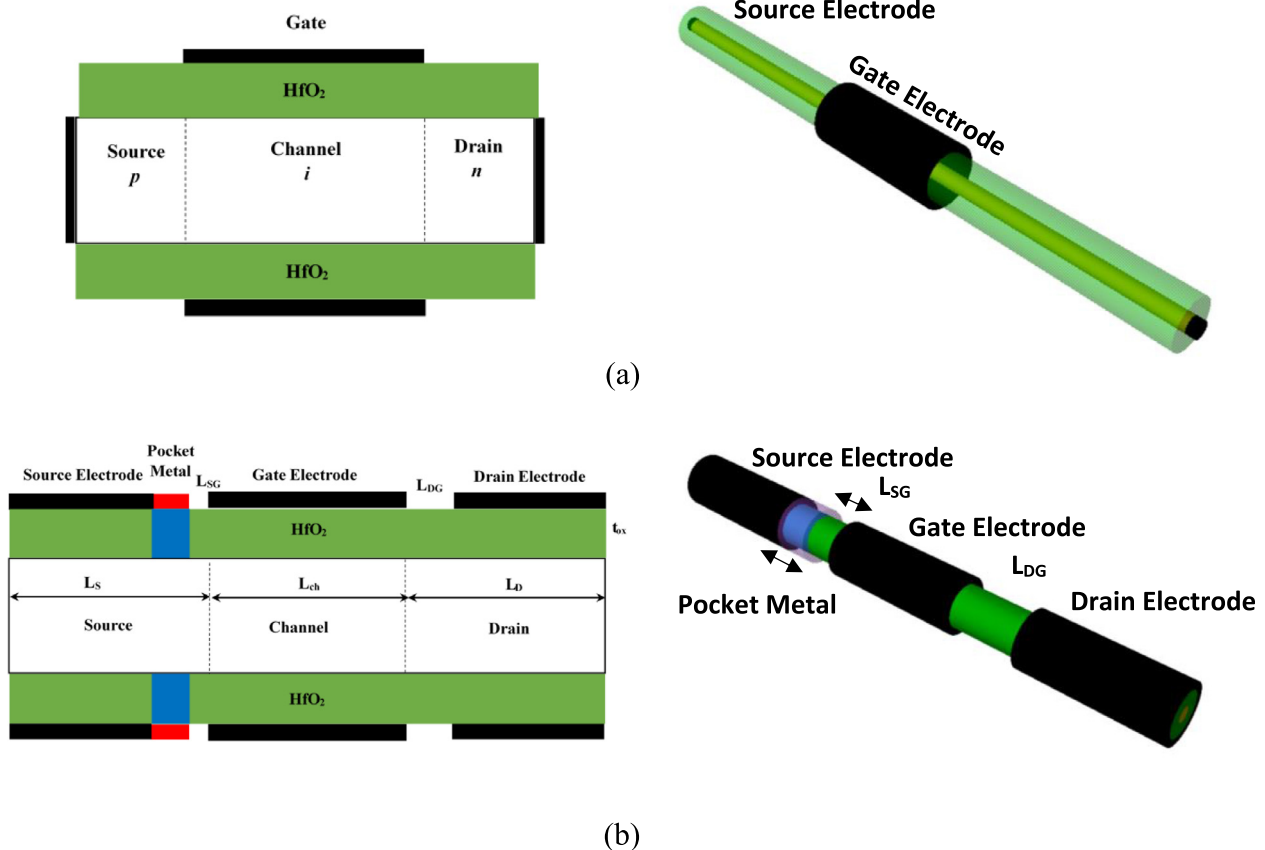 Gate
HfO₂
Source
p
Channel
i
Drain
n
HfO₂
Source Electrode
Gate Electrode
(a)
Pocket
Metal
Source Electrode
L_SG
Gate Electrode
L_DG
Drain Electrode
HfO₂
t_ox
L_S
L_ch
L_D
Source
Channel
Drain
HfO₂
Source Electrode
L_SG
Gate Electrode
L_DG
Pocket Metal
Drain Electrode
(b)